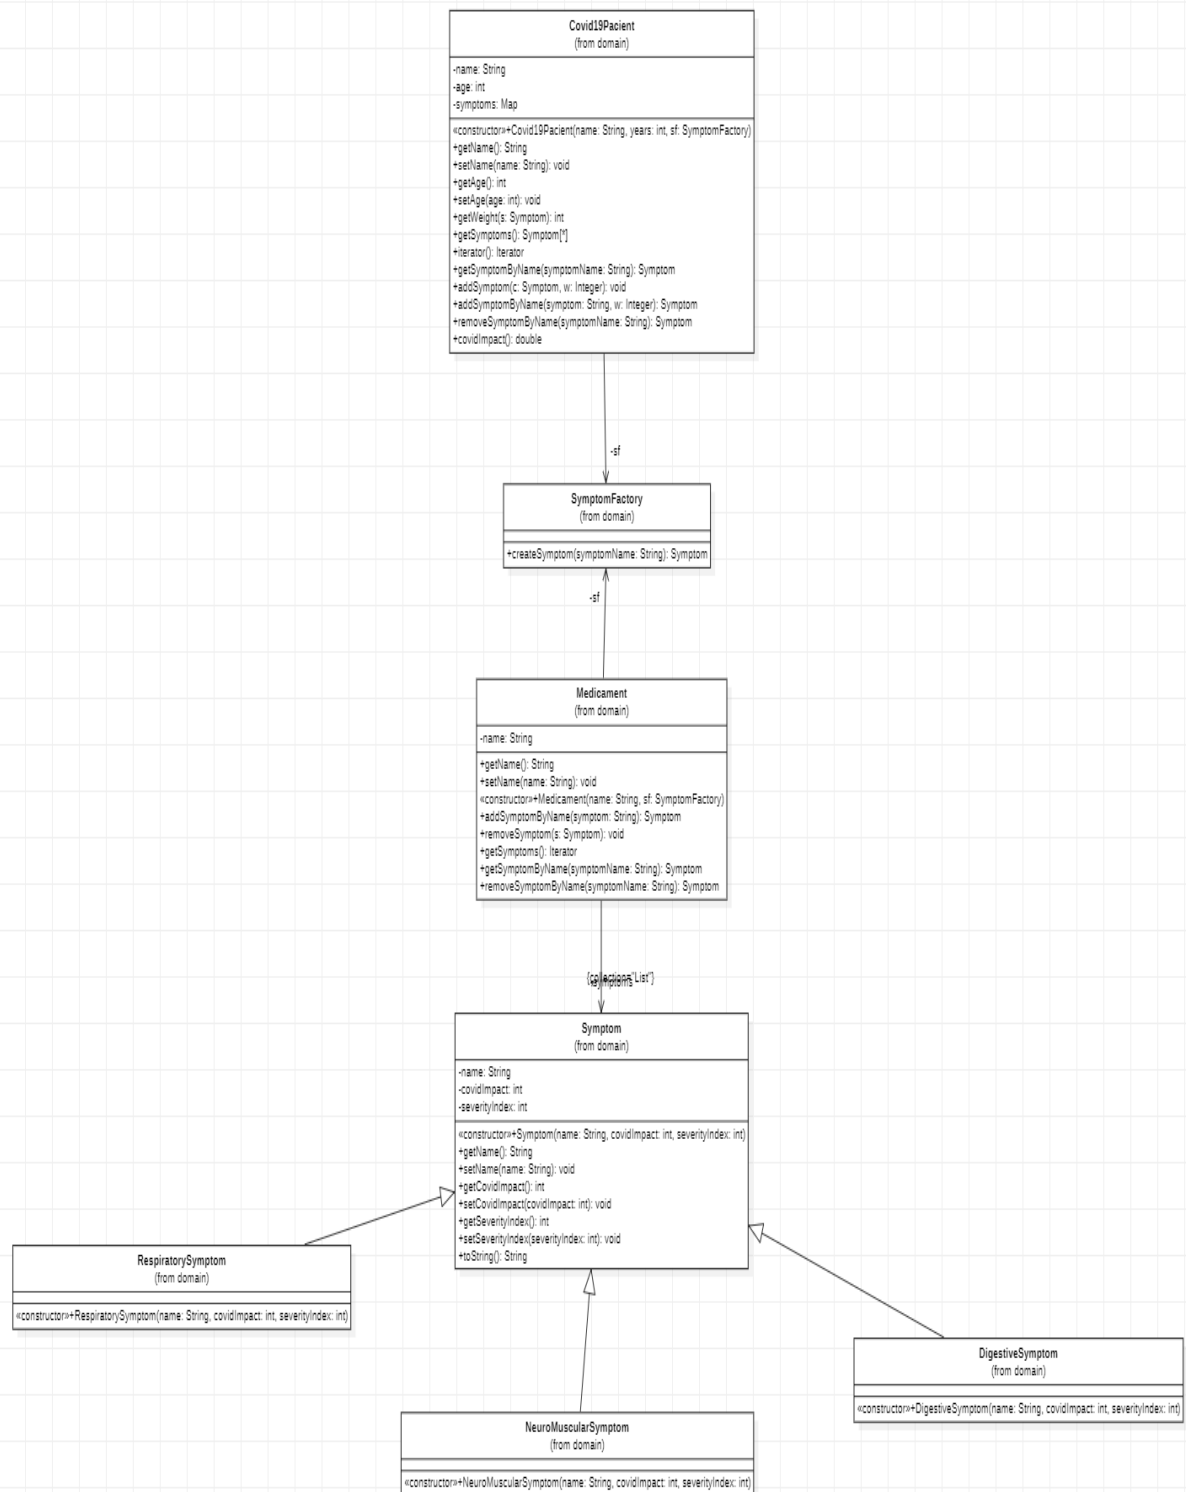 Covid19Pacient
(from domain)
-name: String
-age: int
-symptoms: Map
«constructor»+Covid19Pacient(name: String, years: int, sf: SymptomFactory)
+getName(): String
+setName(name: String): void
+getAge(): int
+setAge(age: int): void
+getWeight(s: Symptom): int
+getSymptoms(): Symptom[*]
+iterator(): Iterator
+getSymptomByName(symptomName: String): Symptom
+addSymptom(c: Symptom, w: Integer): void
+addSymptomByName(symptom: String, w: Integer): Symptom
+removeSymptomByName(symptomName: String): Symptom
+covidImpact(): double
-sf
SymptomFactory
(from domain)
+createSymptom(symptomName: String): Symptom
-sf
Medicament
(from domain)
-name: String
+getName(): String
+setName(name: String): void
«constructor»+Medicament(name: String, sf: SymptomFactory)
+addSymptomByName(symptom: String): Symptom
+removeSymptom(s: Symptom): void
+getSymptoms(): Iterator
+getSymptomByName(symptomName: String): Symptom
+removeSymptomByName(symptomName: String): Symptom
{collection="List"}
-symptoms
Symptom
(from domain)
-name: String
-covidImpact: int
-severityIndex: int
«constructor»+Symptom(name: String, covidImpact: int, severityIndex: int)
+getName(): String
+setName(name: String): void
+getCovidImpact(): int
+setCovidImpact(covidImpact: int): void
+getSeverityIndex(): int
+setSeverityIndex(severityIndex: int): void
+toString(): String
RespiratorySymptom
(from domain)
«constructor»+RespiratorySymptom(name: String, covidImpact: int, severityIndex: int)
DigestiveSymptom
(from domain)
«constructor»+DigestiveSymptom(name: String, covidImpact: int, severityIndex: int)
NeuroMuscularSymptom
(from domain)
«constructor»+NeuroMuscularSymptom(name: String, covidImpact: int, severityIndex: int)